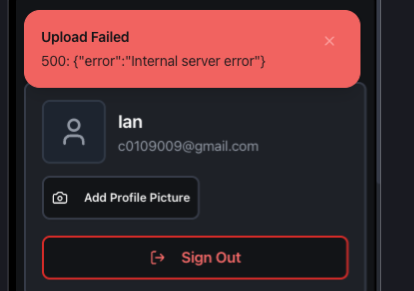 Upload Failed
500: {"error":"Internal server error"}
Ian
c0109009@gmail.com
Add Profile Picture
Sign Out